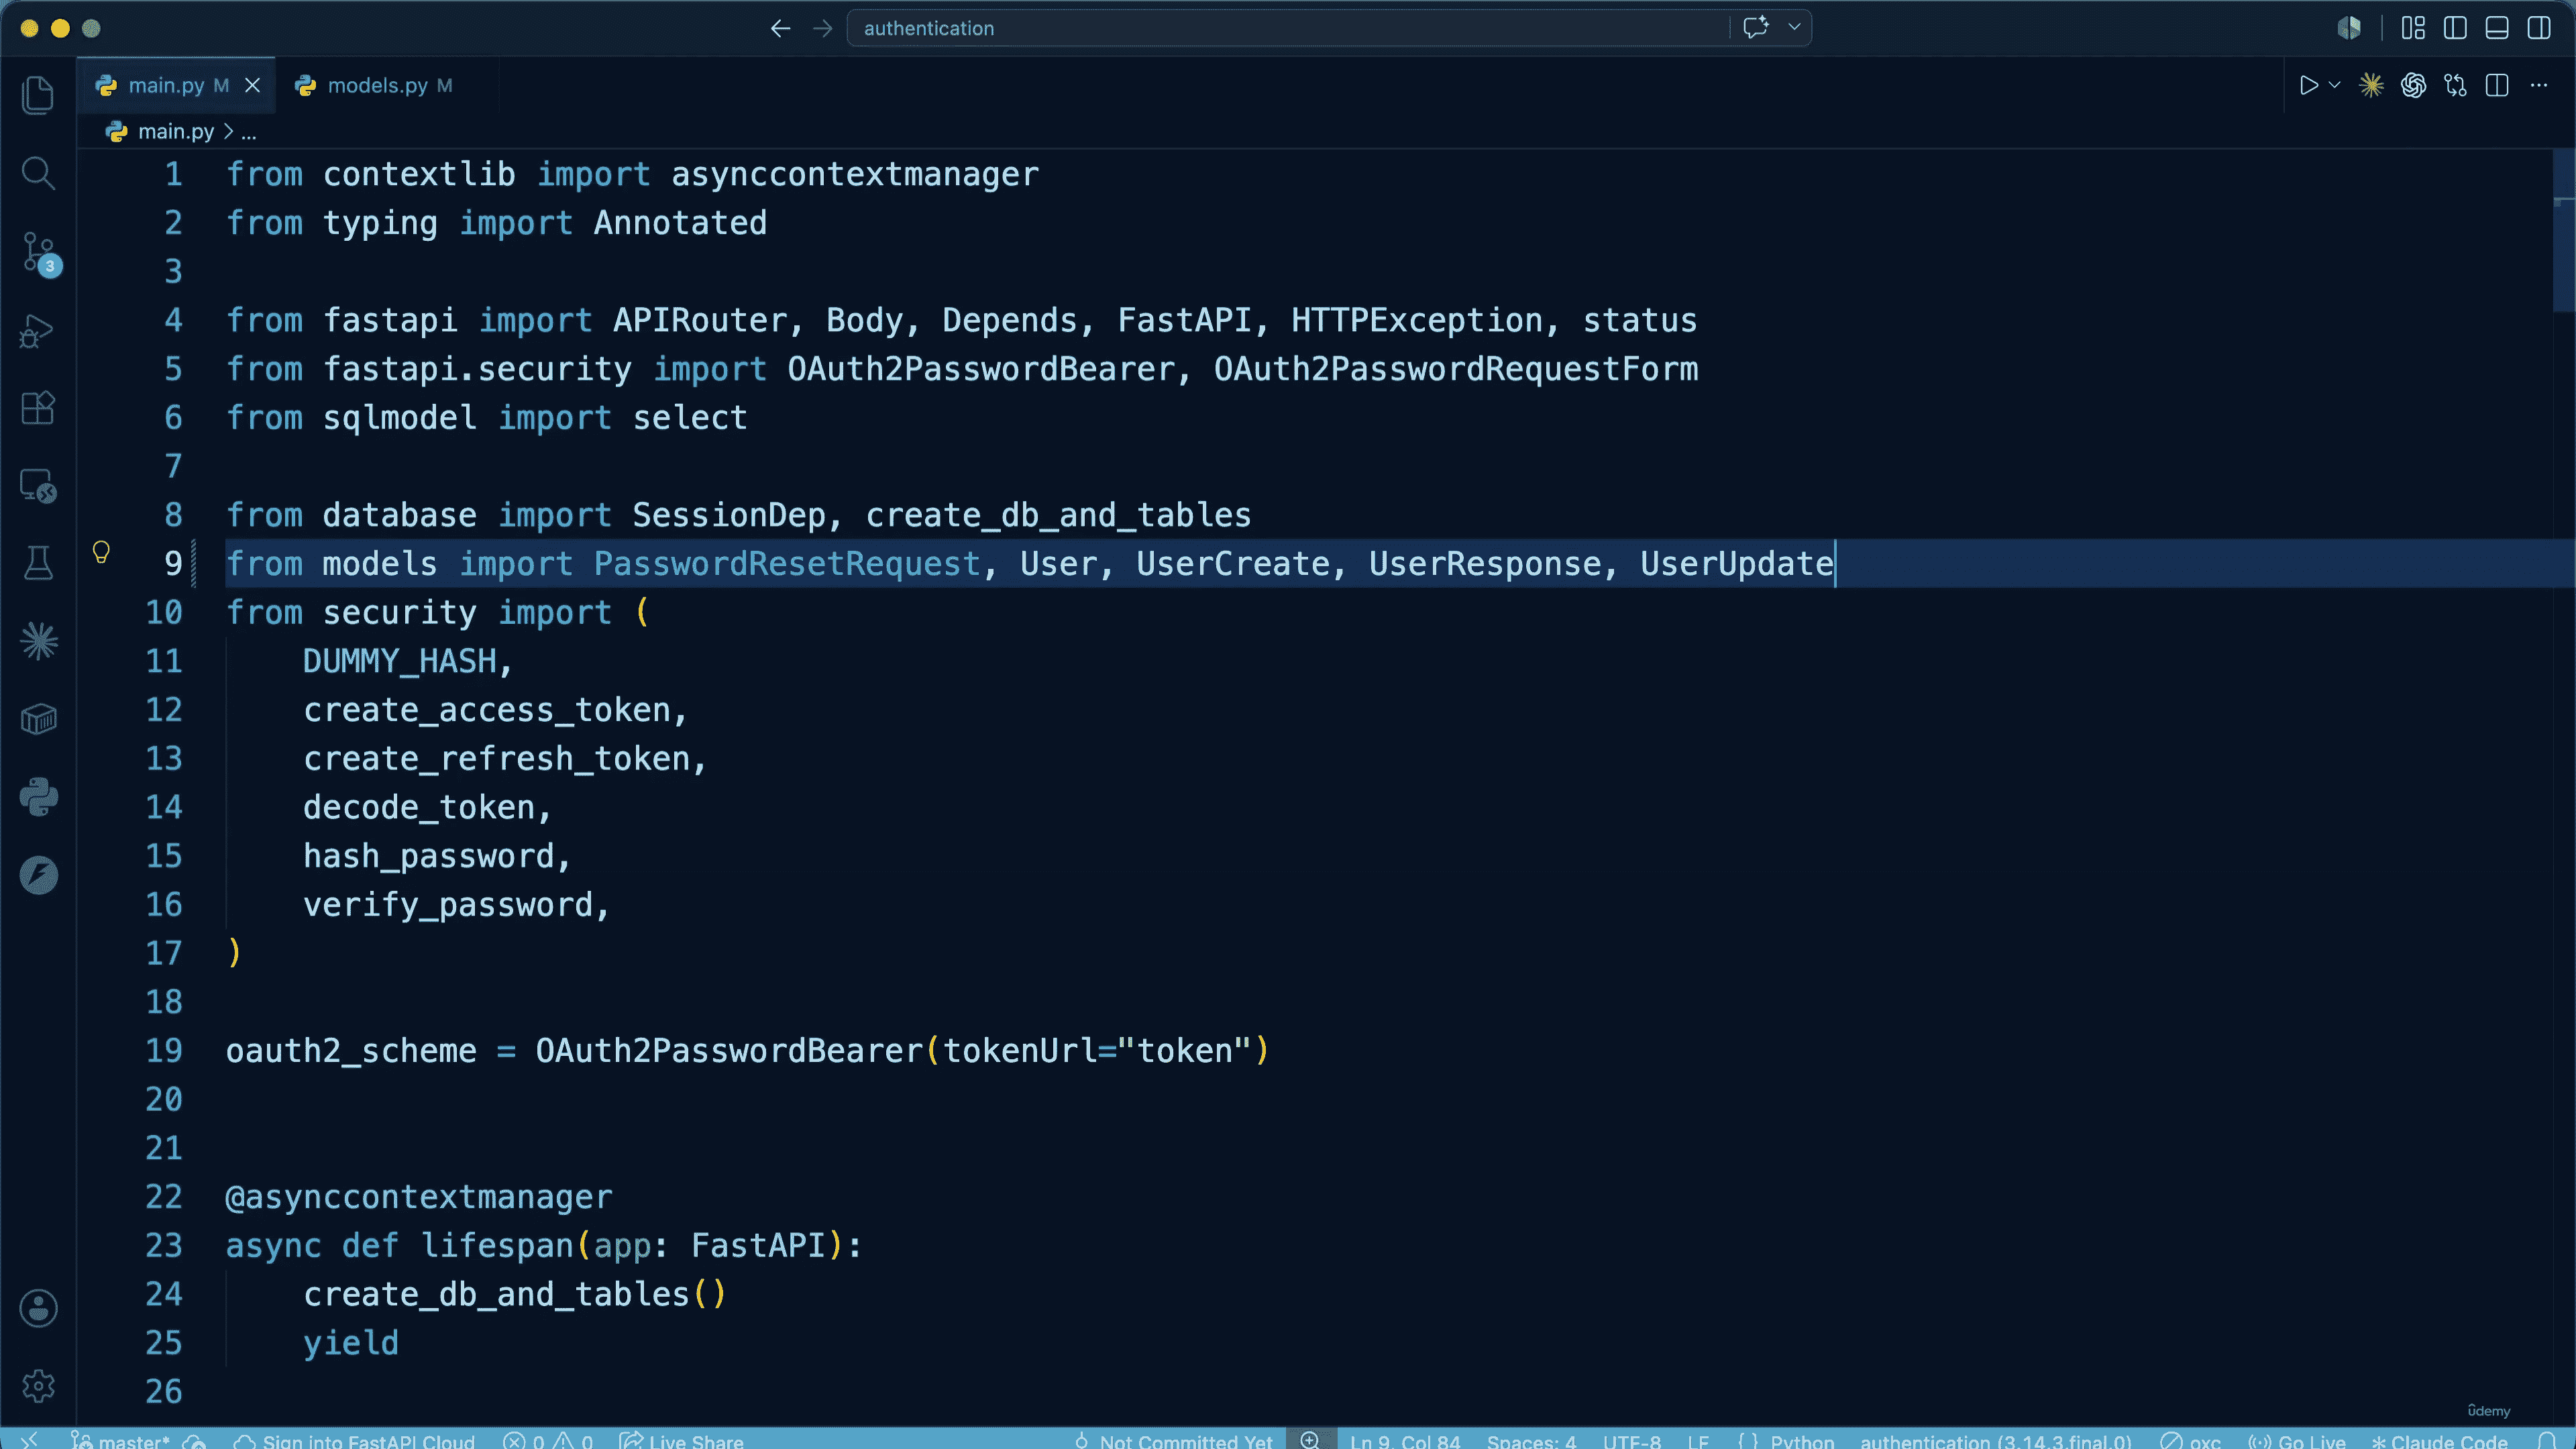 authentication
main.py M
models.py M
main.py > ...
1 from contextlib import asynccontextmanager
2 from typing import Annotated
3
4 from fastapi import APIRouter, Body, Depends, FastAPI, HTTPException, status
5 from fastapi.security import OAuth2PasswordBearer, OAuth2PasswordRequestForm
6 from sqlmodel import select
7
8 from database import SessionDep, create_db_and_tables
9 from models import PasswordResetRequest, User, UserCreate, UserResponse, UserUpdate
10 from security import (
11     DUMMY_HASH,
12     create_access_token,
13     create_refresh_token,
14     decode_token,
15     hash_password,
16     verify_password,
17 )
18
19 oauth2_scheme = OAuth2PasswordBearer(tokenUrl="token")
20
21
22 @asynccontextmanager
23 async def lifespan(app: FastAPI):
24     create_db_and_tables()
25     yield
26
3
ûdemy
master* Sign into FastAPI Cloud 0 0 Live Share Not Committed Yet Ln 9, Col 84 Spaces: 4 UTF-8 LF { } Python authentication (3.14.3.final.0) oxc Go Live Claude Code